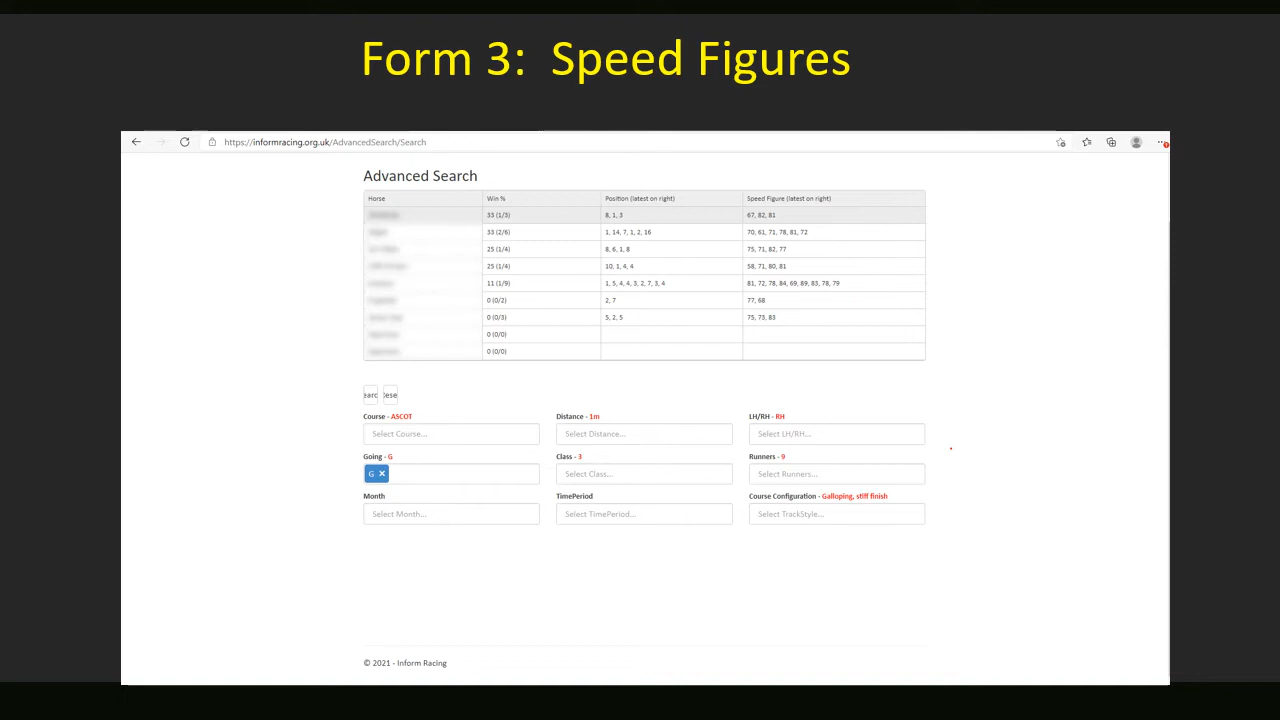 Form 3: Speed Figures
https://informracing.org.uk/AdvancedSearch/Search
Advanced Search
Horse Win % Position (latest on right) Speed Figure (latest on right)
33 (1/3) 8, 1, 3 67, 82, 81
33 (2/6) 1, 14, 7, 1, 2, 16 70, 61, 71, 78, 81, 72
25 (1/4) 8, 6, 1, 8 75, 71, 82, 77
25 (1/4) 10, 1, 4, 4 58, 71, 80, 81
11 (1/9) 1, 5, 4, 4, 3, 2, 7, 3, 4 81, 72, 78, 84, 69, 89, 83, 78, 79
0 (0/2) 2, 7 77, 68
0 (0/3) 5, 2, 5 75, 73, 83
0 (0/0)
0 (0/0)
earc ese
Course - ASCOT Distance - 1m LH/RH - RH
Select Course... Select Distance... Select LH/RH...
Going - G Class - 3 Runners - 9
G × Select Class... Select Runners...
Month TimePeriod Course Configuration - Galloping, stiff finish
Select Month... Select TimePeriod... Select TrackStyle...
© 2021 - Inform Racing